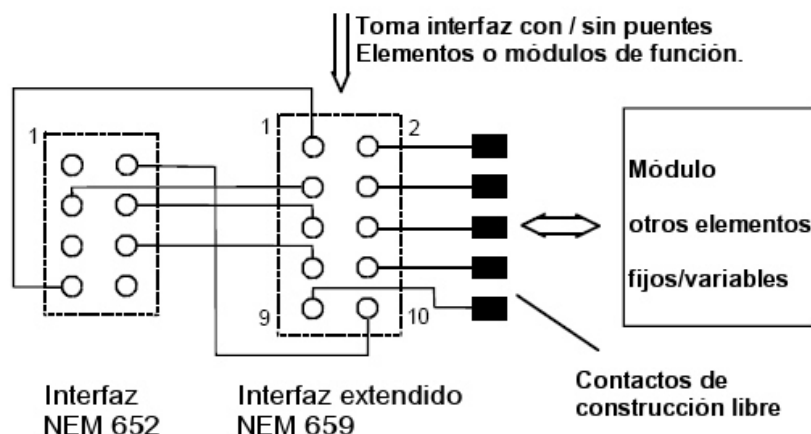 Toma interfaz con / sin puentes
Elementos o módulos de función.
1
1
2
Módulo
otros elementos
fijos/variables
9
10
Interfaz
NEM 652
Interfaz extendido
NEM 659
Contactos de
construcción libre